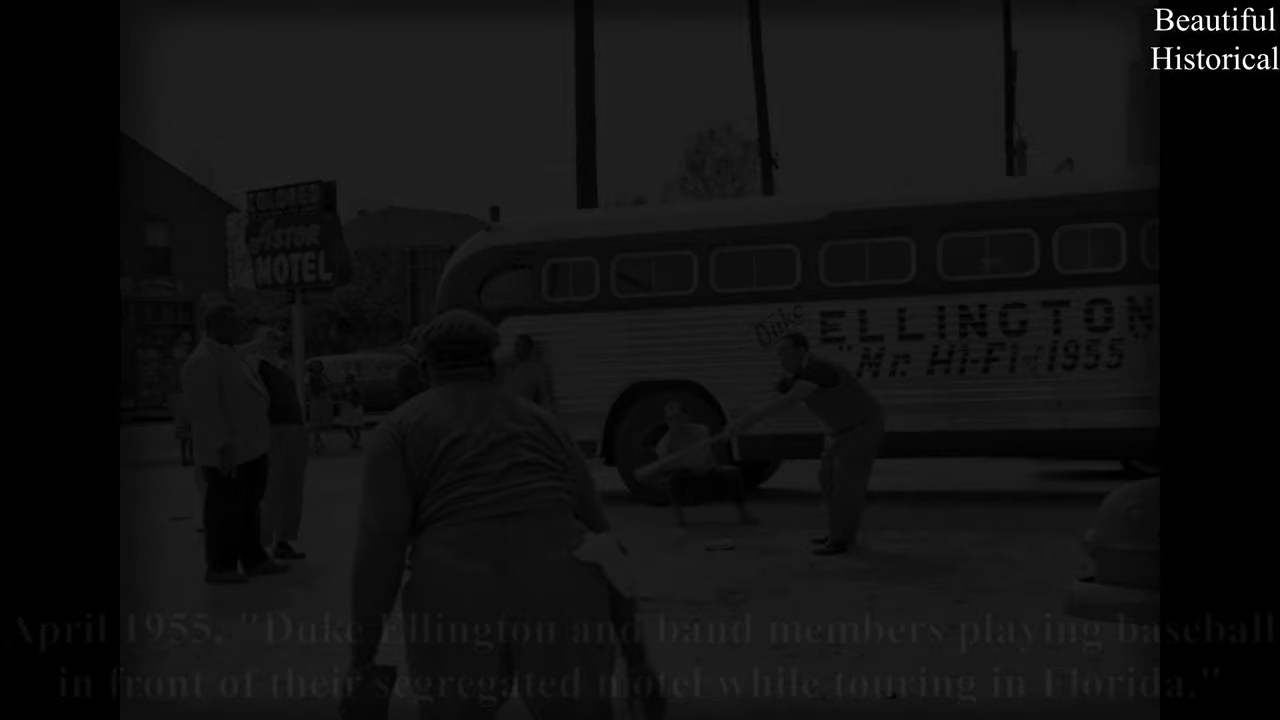 Beautiful
Historical
COLORED
Astor
MOTEL
Duke
ELLINGTON
"Mr. HI-FI of 1955"
April 1955. "Duke Ellington and band members playing baseball
in front of their segregated motel while touring in Florida."